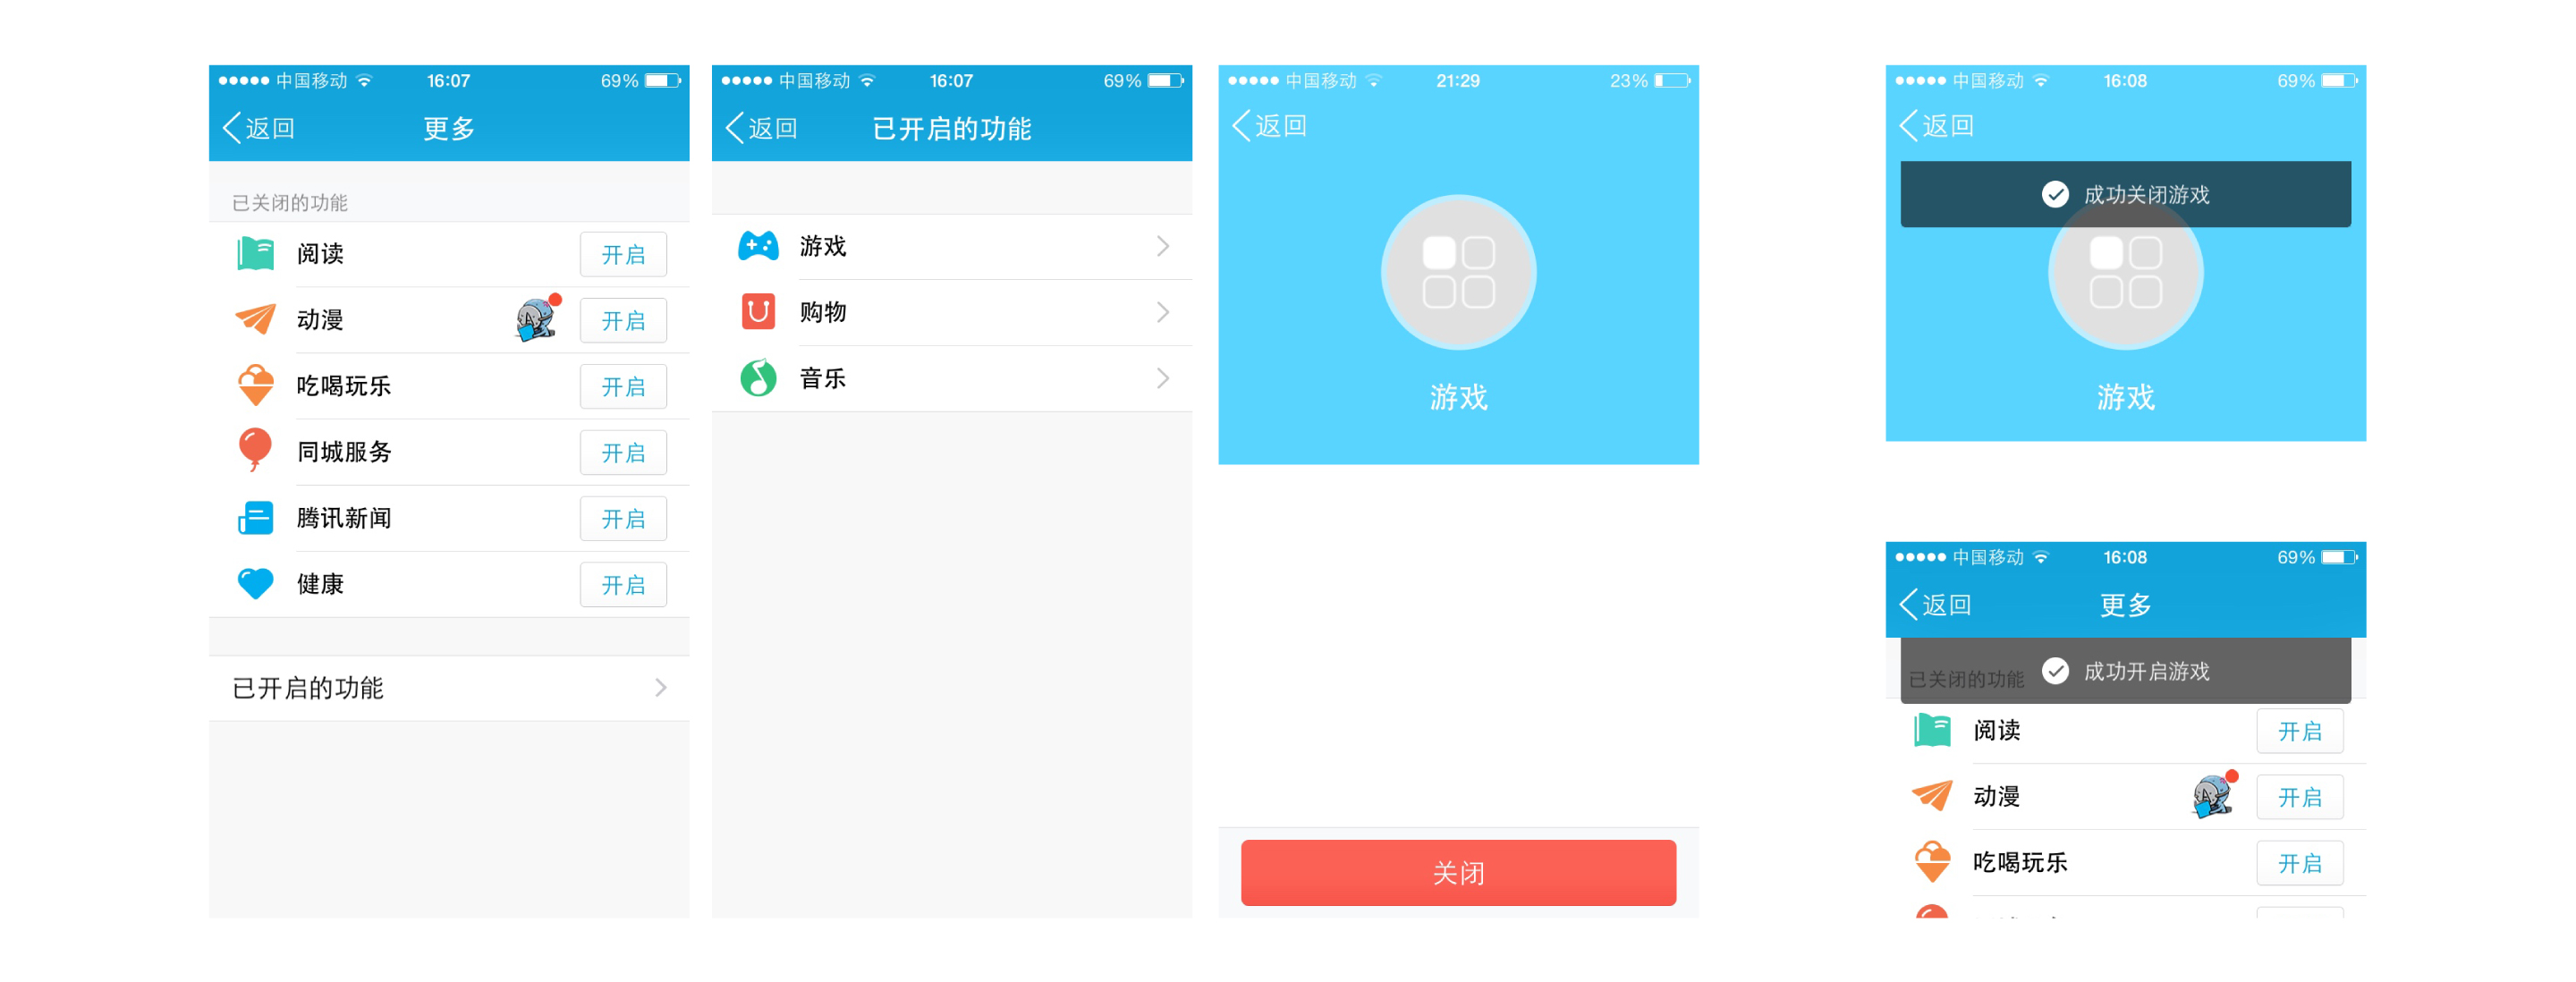 中国移动 16:07 69%
返回 更多
已关闭的功能
阅读 开启
动漫 开启
吃喝玩乐 开启
同城服务 开启
腾讯新闻 开启
健康 开启
已开启的功能
中国移动 16:07 69%
返回 已开启的功能
游戏
购物
音乐
中国移动 21:29 23%
返回
游戏
关闭
中国移动 16:08 69%
返回
成功关闭游戏
游戏
中国移动 16:08 69%
返回 更多
已关闭的功能 成功开启游戏
阅读 开启
动漫 开启
吃喝玩乐 开启